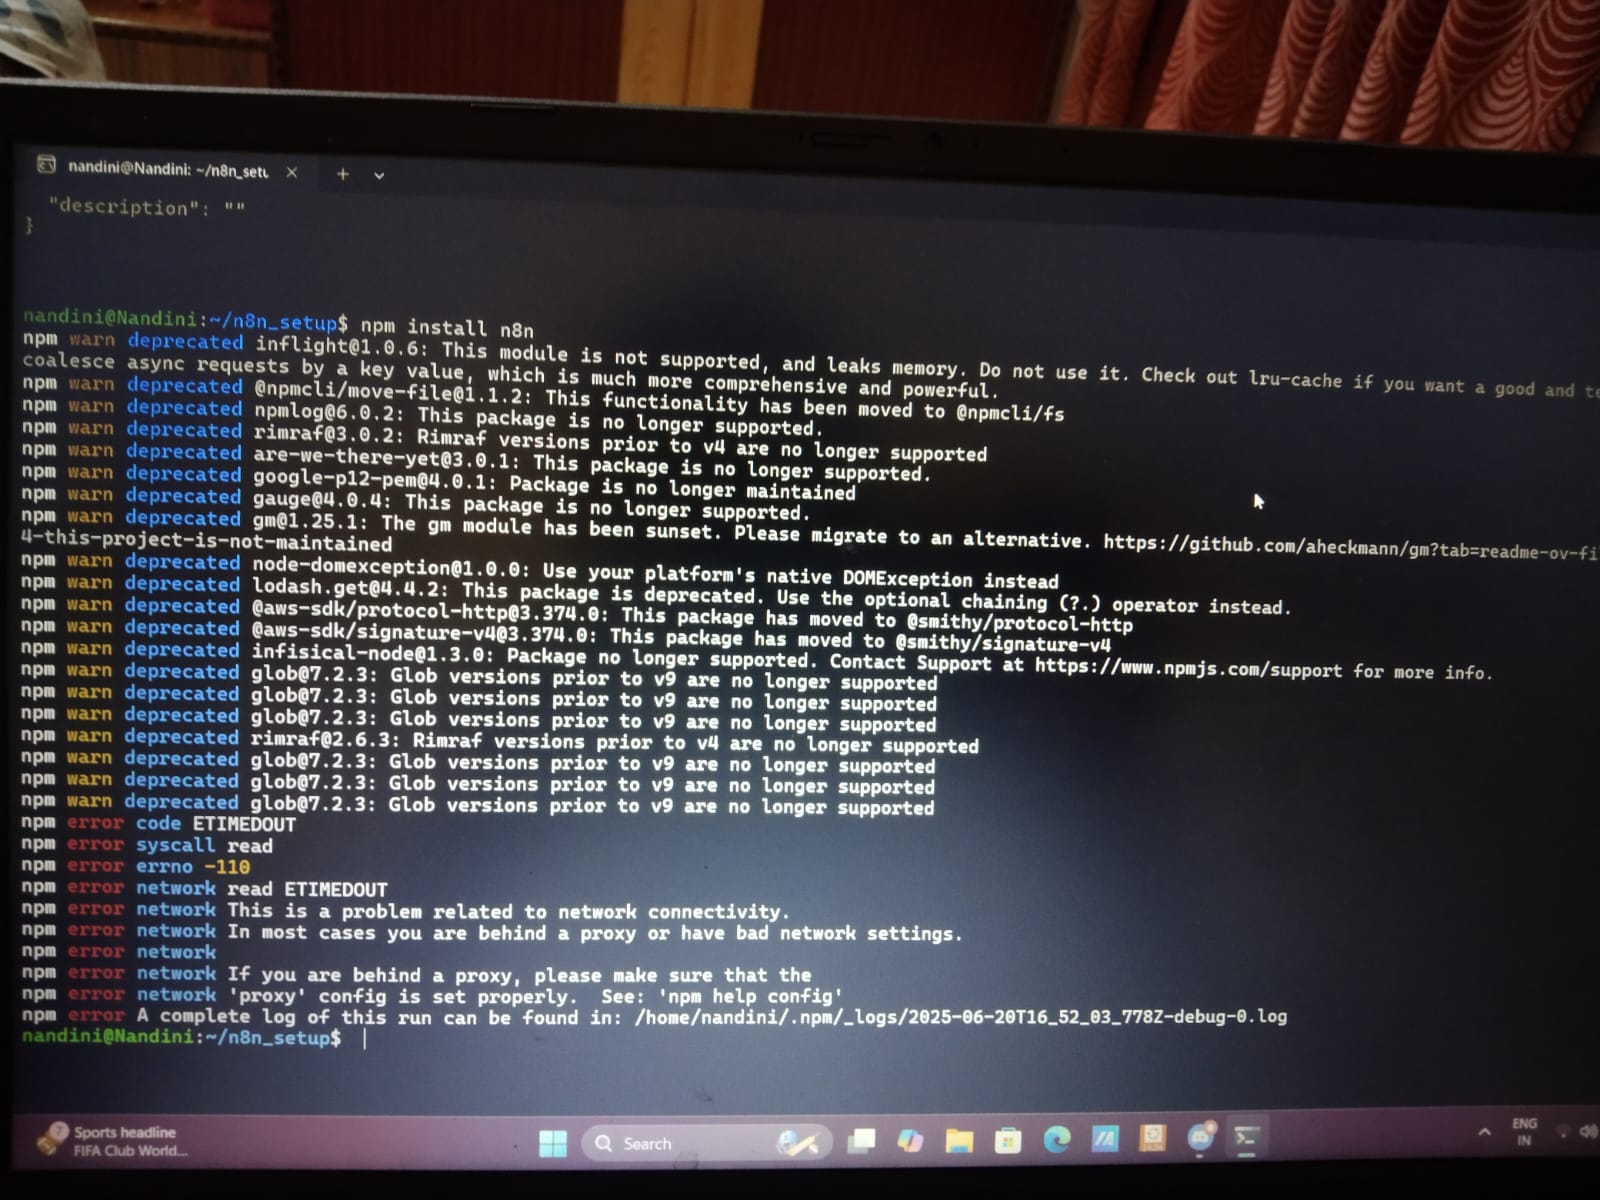 nandini@Nandini: ~/n8n_setu
"description": ""
}
nandini@Nandini:~/n8n_setup$ npm install n8n
npm warn deprecated inflight@1.0.6: This module is not supported, and leaks memory. Do not use it. Check out lru-cache if you want a good and te
coalesce async requests by a key value, which is much more comprehensive and powerful.
npm warn deprecated @npmcli/move-file@1.1.2: This functionality has been moved to @npmcli/fs
npm warn deprecated npmlog@6.0.2: This package is no longer supported.
npm warn deprecated rimraf@3.0.2: Rimraf versions prior to v4 are no longer supported
npm warn deprecated are-we-there-yet@3.0.1: This package is no longer supported.
npm warn deprecated google-p12-pem@4.0.1: Package is no longer maintained
npm warn deprecated gauge@4.0.4: This package is no longer supported.
npm warn deprecated gm@1.25.1: The gm module has been sunset. Please migrate to an alternative. https://github.com/aheckmann/gm?tab=readme-ov-fi
4-this-project-is-not-maintained
npm warn deprecated node-domexception@1.0.0: Use your platform's native DOMException instead
npm warn deprecated lodash.get@4.4.2: This package is deprecated. Use the optional chaining (?.) operator instead.
npm warn deprecated @aws-sdk/protocol-http@3.374.0: This package has moved to @smithy/protocol-http
npm warn deprecated @aws-sdk/signature-v4@3.374.0: This package has moved to @smithy/signature-v4
npm warn deprecated infisical-node@1.3.0: Package no longer supported. Contact Support at https://www.npmjs.com/support for more info.
npm warn deprecated glob@7.2.3: Glob versions prior to v9 are no longer supported
npm warn deprecated glob@7.2.3: Glob versions prior to v9 are no longer supported
npm warn deprecated glob@7.2.3: Glob versions prior to v9 are no longer supported
npm warn deprecated rimraf@2.6.3: Rimraf versions prior to v4 are no longer supported
npm warn deprecated glob@7.2.3: Glob versions prior to v9 are no longer supported
npm warn deprecated glob@7.2.3: Glob versions prior to v9 are no longer supported
npm warn deprecated glob@7.2.3: Glob versions prior to v9 are no longer supported
npm error code ETIMEDOUT
npm error syscall read
npm error errno -110
npm error network read ETIMEDOUT
npm error network This is a problem related to network connectivity.
npm error network In most cases you are behind a proxy or have bad network settings.
npm error network
npm error network If you are behind a proxy, please make sure that the
npm error network 'proxy' config is set properly.  See: 'npm help config'
npm error A complete log of this run can be found in: /home/nandini/.npm/_logs/2025-06-20T16_52_03_778Z-debug-0.log
nandini@Nandini:~/n8n_setup$
7
Sports headline
FIFA Club World...
Search
ENG
IN